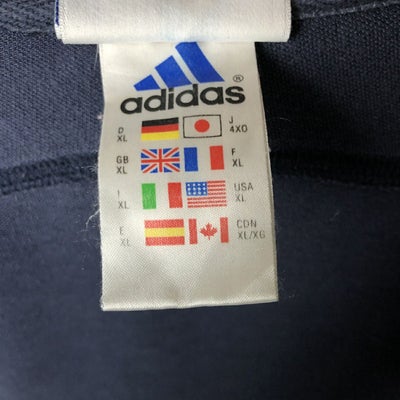 adidas®
D J
XL 4XO
GB F
XL XL
I USA
XL XL
E CDN
XL XL/XG